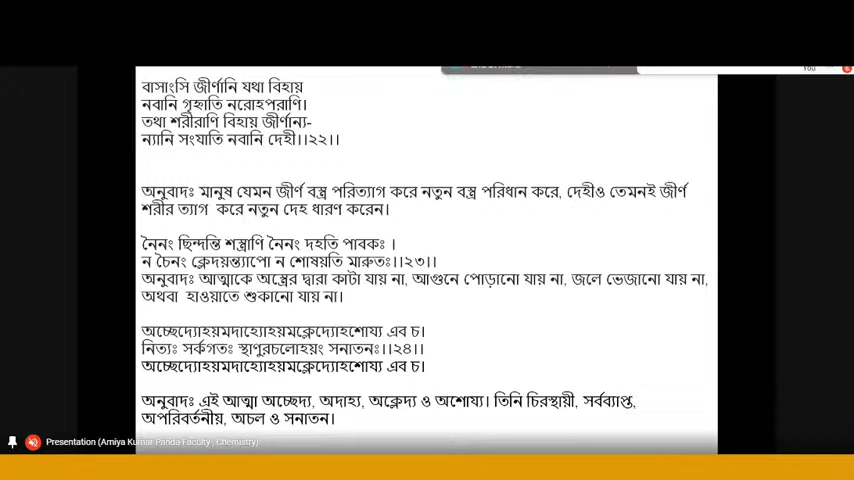 You
বাসাংসি জীর্ণানি যথা বিহায়
নবানি গৃহ্নাতি নরোহপরাণি।
তথা শরীরাণি বিহায় জীর্ণান্য-
ন্যানি সংযাতি নবানি দেহী।।২২।।
অনুবাদঃ মানুষ যেমন জীর্ণ বস্ত্র পরিত্যাগ করে নতুন বস্ত্র পরিধান করে, দেহীও তেমনই জীর্ণ
শরীর ত্যাগ করে নতুন দেহ ধারণ করেন।
নৈনং ছিন্দন্তি শস্ত্রাণি নৈনং দহতি পাবকঃ ।
ন চৈনং ক্লেদয়ন্ত্যাপো ন শোষয়তি মারুতঃ।।২৩।।
অনুবাদঃ আত্মাকে অস্ত্রের দ্বারা কাটা যায় না, আগুনে পোড়ানো যায় না, জলে ভেজানো যায় না,
অথবা হাওয়াতে শুকানো যায় না।
অচ্ছেদ্যোহয়মদাহ্যোহয়মক্লেদ্যোহশোষ্য এব চ।
নিত্যঃ সর্বগতঃ স্থাণুরচলোহয়ং সনাতনঃ।।২৪।।
অচ্ছেদ্যোহয়মদাহ্যোহয়মক্লেদ্যোহশোষ্য এব চ।
অনুবাদঃ এই আত্মা অচ্ছেদ্য, অদাহ্য, অক্লেদ্য ও অশোষ্য। তিনি চিরস্থায়ী, সর্বব্যাপ্ত,
অপরিবর্তনীয়, অচল ও সনাতন।
Presentation (Amiya Kumar Panda Faculty , Chemistry)